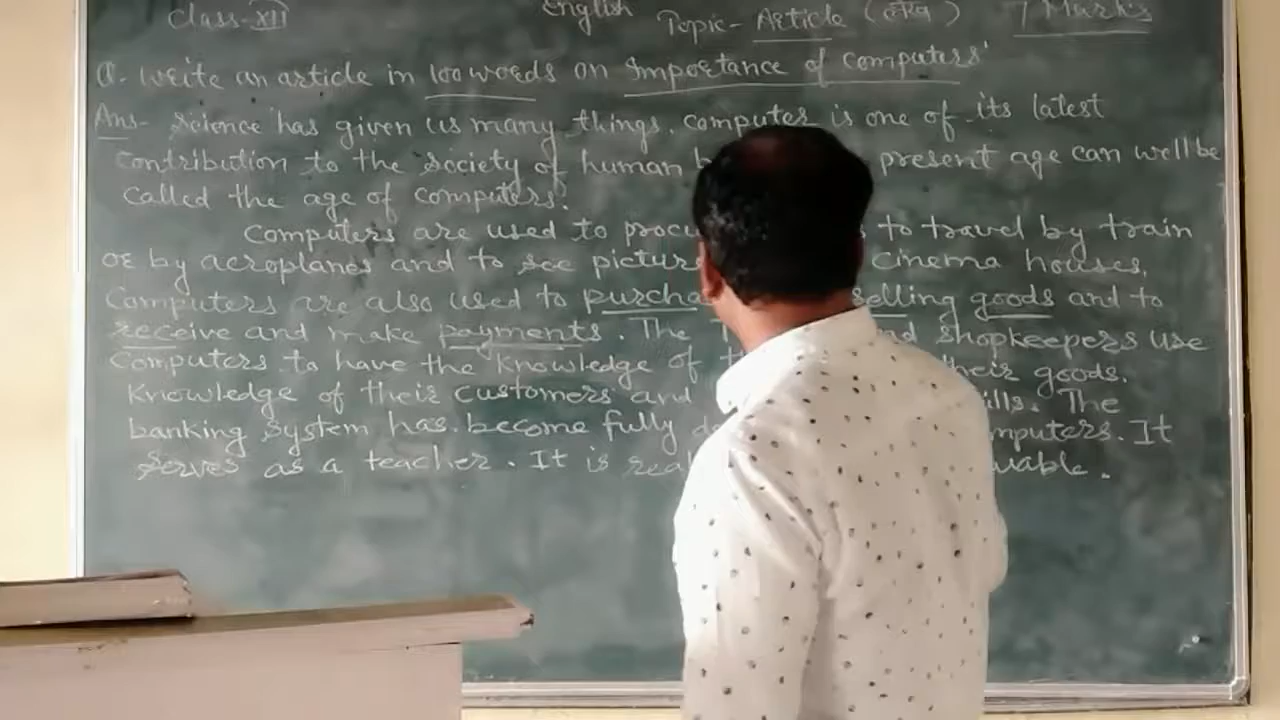 Class-XII English Topic- Article (लेख) 7 Marks
Q. Write an article in 100 words on Importance of computers'
Ans- Science has given us many things. computer is one of its latest
contribution to the society of human present age can well be
called the age of computers.
Computers are used to to travel by train
or by aeroplanes and to see cinema houses.
Computers are also used to selling goods and to
receive and make payments. The shopkeepers use
Computers to have the knowledge of their goods.
Knowledge of their customers and The
banking system has become fully It
serves as a teacher. It is